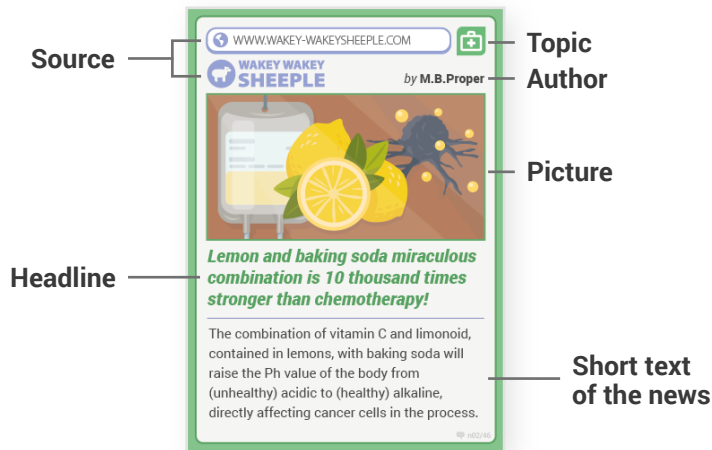 Source
WWW.WAKEY-WAKEYSHEEPLE.COM
Topic
WAKEY WAKEY
SHEEPLE
by M.B.Proper
Author
Picture
Headline
Lemon and baking soda miraculous
combination is 10 thousand times
stronger than chemotherapy!
The combination of vitamin C and limonoid,
contained in lemons, with baking soda will
raise the Ph value of the body from
(unhealthy) acidic to (healthy) alkaline,
directly affecting cancer cells in the process.
Short text
of the news
n02/46